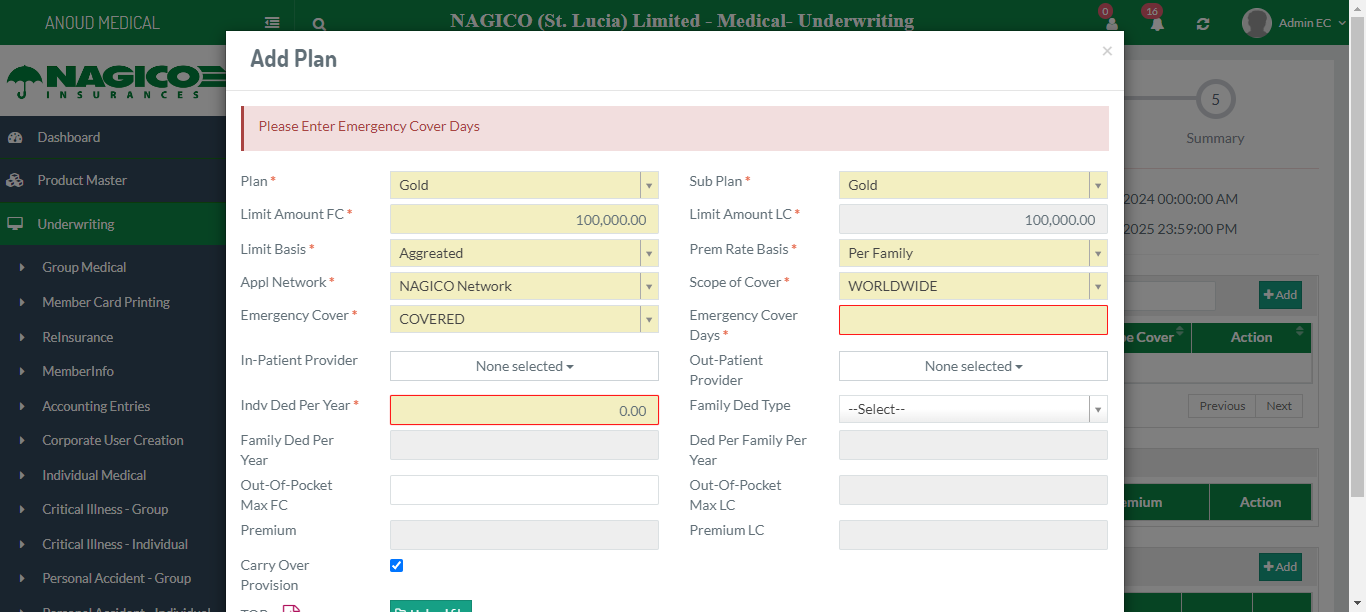 ANOUD MEDICAL
NAGICO (St. Lucia) Limited - Medical- Underwriting
0
16
Admin EC
NAGICO
INSURANCES
Dashboard
Product Master
Underwriting
Group Medical
Member Card Printing
ReInsurance
MemberInfo
Accounting Entries
Corporate User Creation
Individual Medical
Critical Illness - Group
Critical Illness - Individual
Personal Accident - Group
Personal Accident - Individual
Add Plan
×
Please Enter Emergency Cover Days
Plan * Gold
Sub Plan * Gold
Limit Amount FC * 100,000.00
Limit Amount LC * 100,000.00
Limit Basis * Aggreated
Prem Rate Basis * Per Family
Appl Network * NAGICO Network
Scope of Cover * WORLDWIDE
Emergency Cover * COVERED
Emergency Cover
Days *
In-Patient Provider None selected
Out-Patient
Provider
None selected
Indv Ded Per Year * 0.00
Family Ded Type --Select--
Family Ded Per
Year
Ded Per Family Per
Year
Out-Of-Pocket
Max FC
Out-Of-Pocket
Max LC
Premium
Premium LC
Carry Over
Provision
5
Summary
2024 00:00:00 AM
2025 23:59:00 PM
+Add
e Cover
Action
Previous
Next
emium
Action
+Add